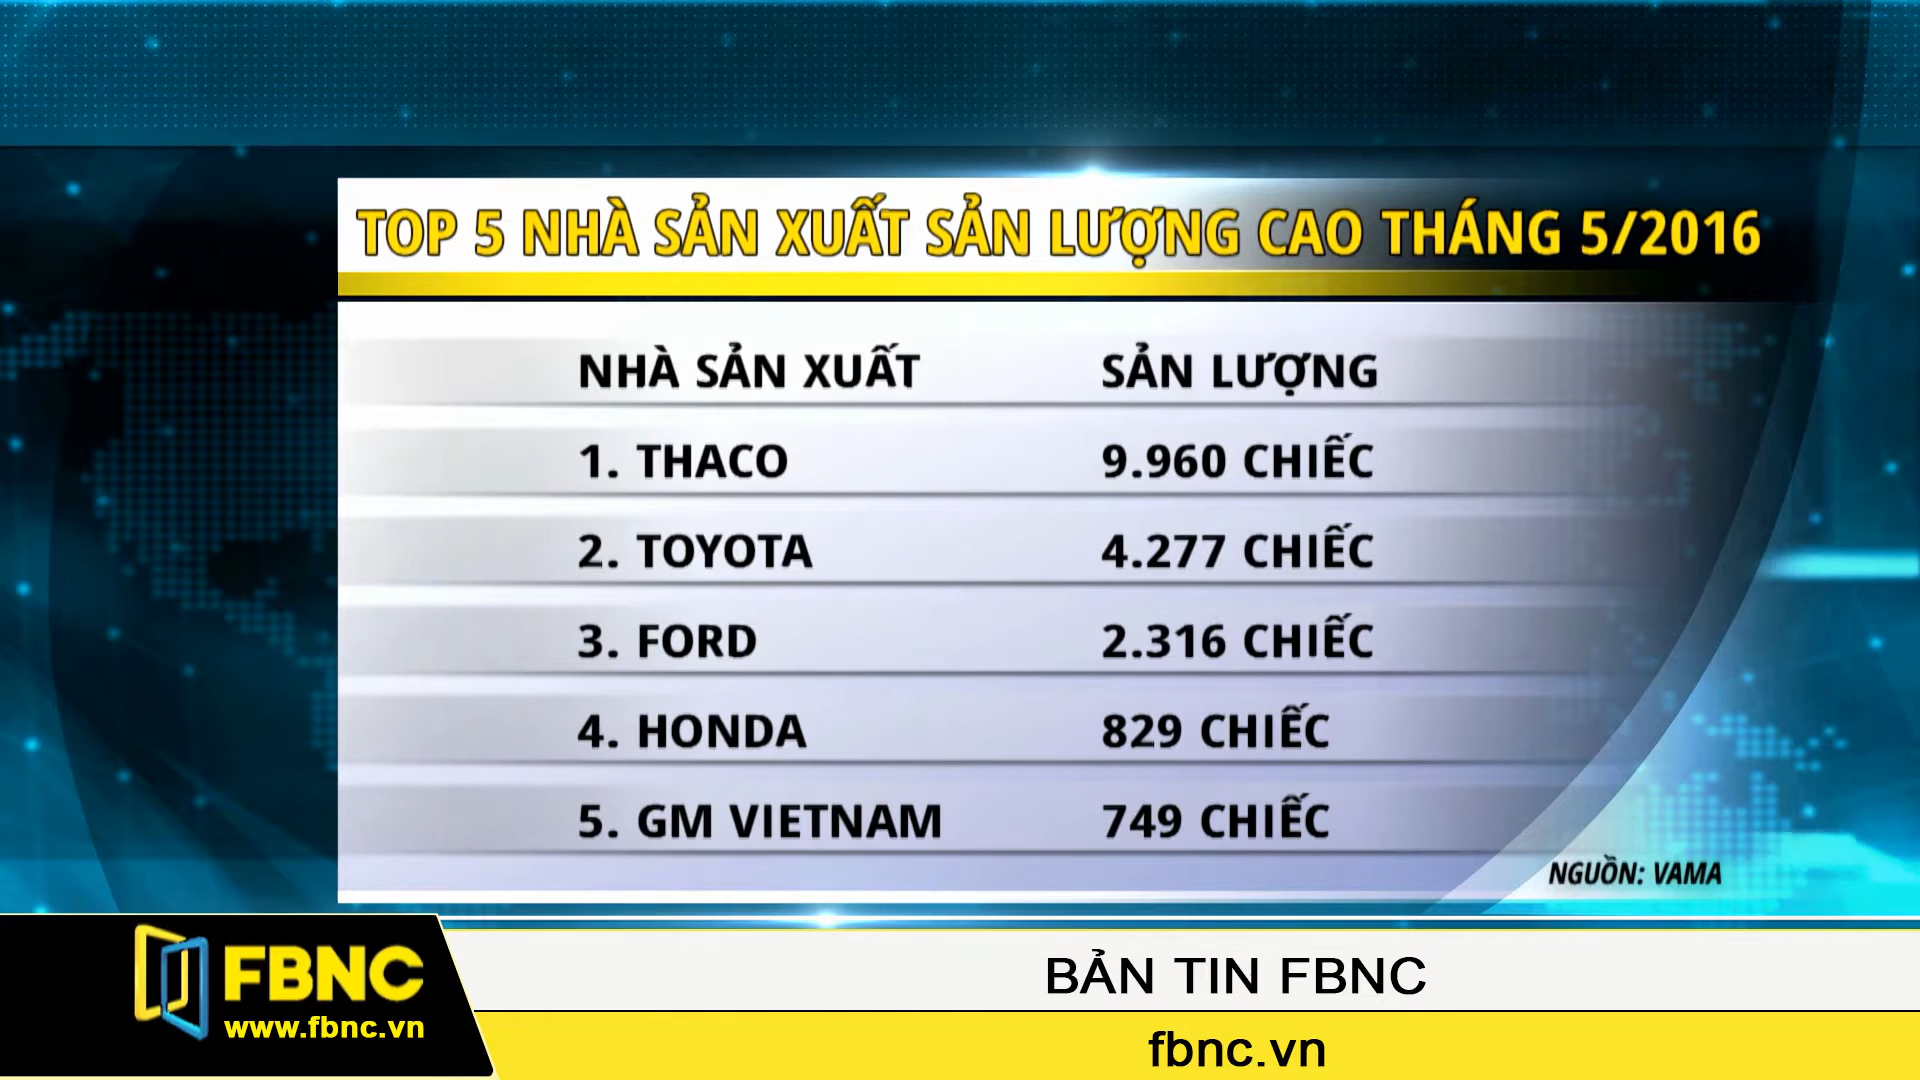 TOP 5 NHÀ SẢN XUẤT SẢN LƯỢNG CAO THÁNG 5/2016
NHÀ SẢN XUẤT SẢN LƯỢNG
1. THACO 9.960 CHIẾC
2. TOYOTA 4.277 CHIẾC
3. FORD 2.316 CHIẾC
4. HONDA 829 CHIẾC
5. GM VIETNAM 749 CHIẾC
NGUỒN: VAMA
FBNC
www.fbnc.vn
BẢN TIN FBNC
fbnc.vn